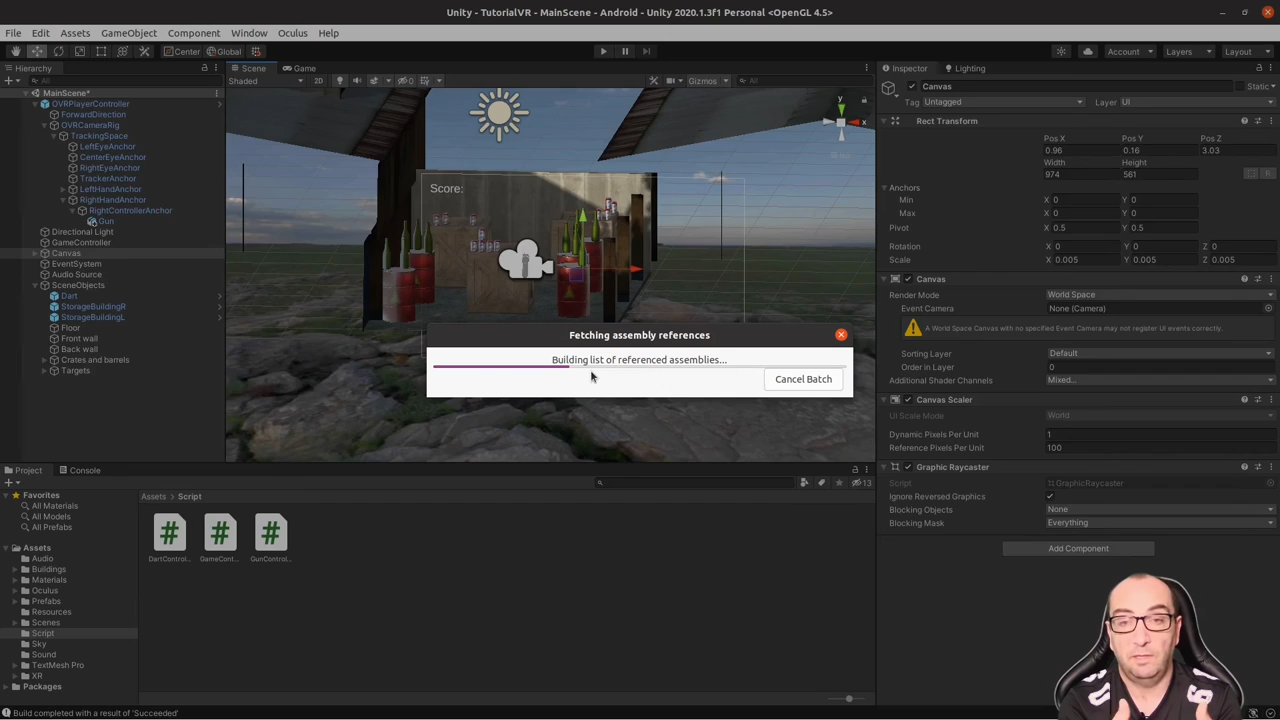 Unity - TutorialVR - MainScene - Android - Unity 2020.1.3f1 Personal <OpenGL 4.5>
File Edit Assets GameObject Component Window Oculus Help
Center Global Account Layers Layout
Hierarchy
All
MainScene*
OVRPlayerController
ForwardDirection
OVRCameraRig
TrackingSpace
LeftEyeAnchor
CenterEyeAnchor
RightEyeAnchor
TrackerAnchor
LeftHandAnchor
RightHandAnchor
RightControllerAnchor
Gun
Directional Light
GameController
Canvas
EventSystem
Audio Source
SceneObjects
Dart
StorageBuildingR
StorageBuildingL
Floor
Front wall
Back wall
Crates and barrels
Targets
Scene Game
Shaded 2D 0 Gizmos All
y
x
Score:
Fetching assembly references
Building list of referenced assemblies...
Cancel Batch
Inspector Lighting
Canvas Static
Tag Untagged Layer UI
Rect Transform
Pos X Pos Y Pos Z
0.96 0.16 3.03
Width Height
974 561
R
Anchors
Min X 0 Y 0
Max X 0 Y 0
Pivot X 0.5 Y 0.5
Rotation X 0 Y 0 Z 0
Scale X 0.005 Y 0.005 Z 0.005
Canvas
Render Mode World Space
Event Camera None (Camera)
A World Space Canvas with no specified Event Camera may not register UI events correctly.
Sorting Layer Default
Order in Layer 0
Additional Shader Channels Mixed...
Canvas Scaler
UI Scale Mode World
Dynamic Pixels Per Unit 1
Reference Pixels Per Unit 100
Graphic Raycaster
Script GraphicRaycaster
Ignore Reversed Graphics
Blocking Objects None
Blocking Mask Everything
Add Component
Project Console
13
Favorites
All Materials
All Models
All Prefabs
Assets
Audio
Buildings
Materials
Oculus
Prefabs
Resources
Scenes
Script
Sky
Sound
TextMesh Pro
XR
Packages
Assets Script
DartControl... GameCont... GunControl...
Build completed with a result of 'Succeeded'